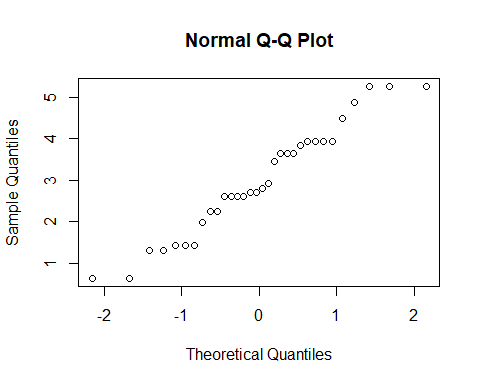 Normal Q-Q Plot
Sample Quantiles
5
4
3
2
1
-2 -1 0 1 2
Theoretical Quantiles